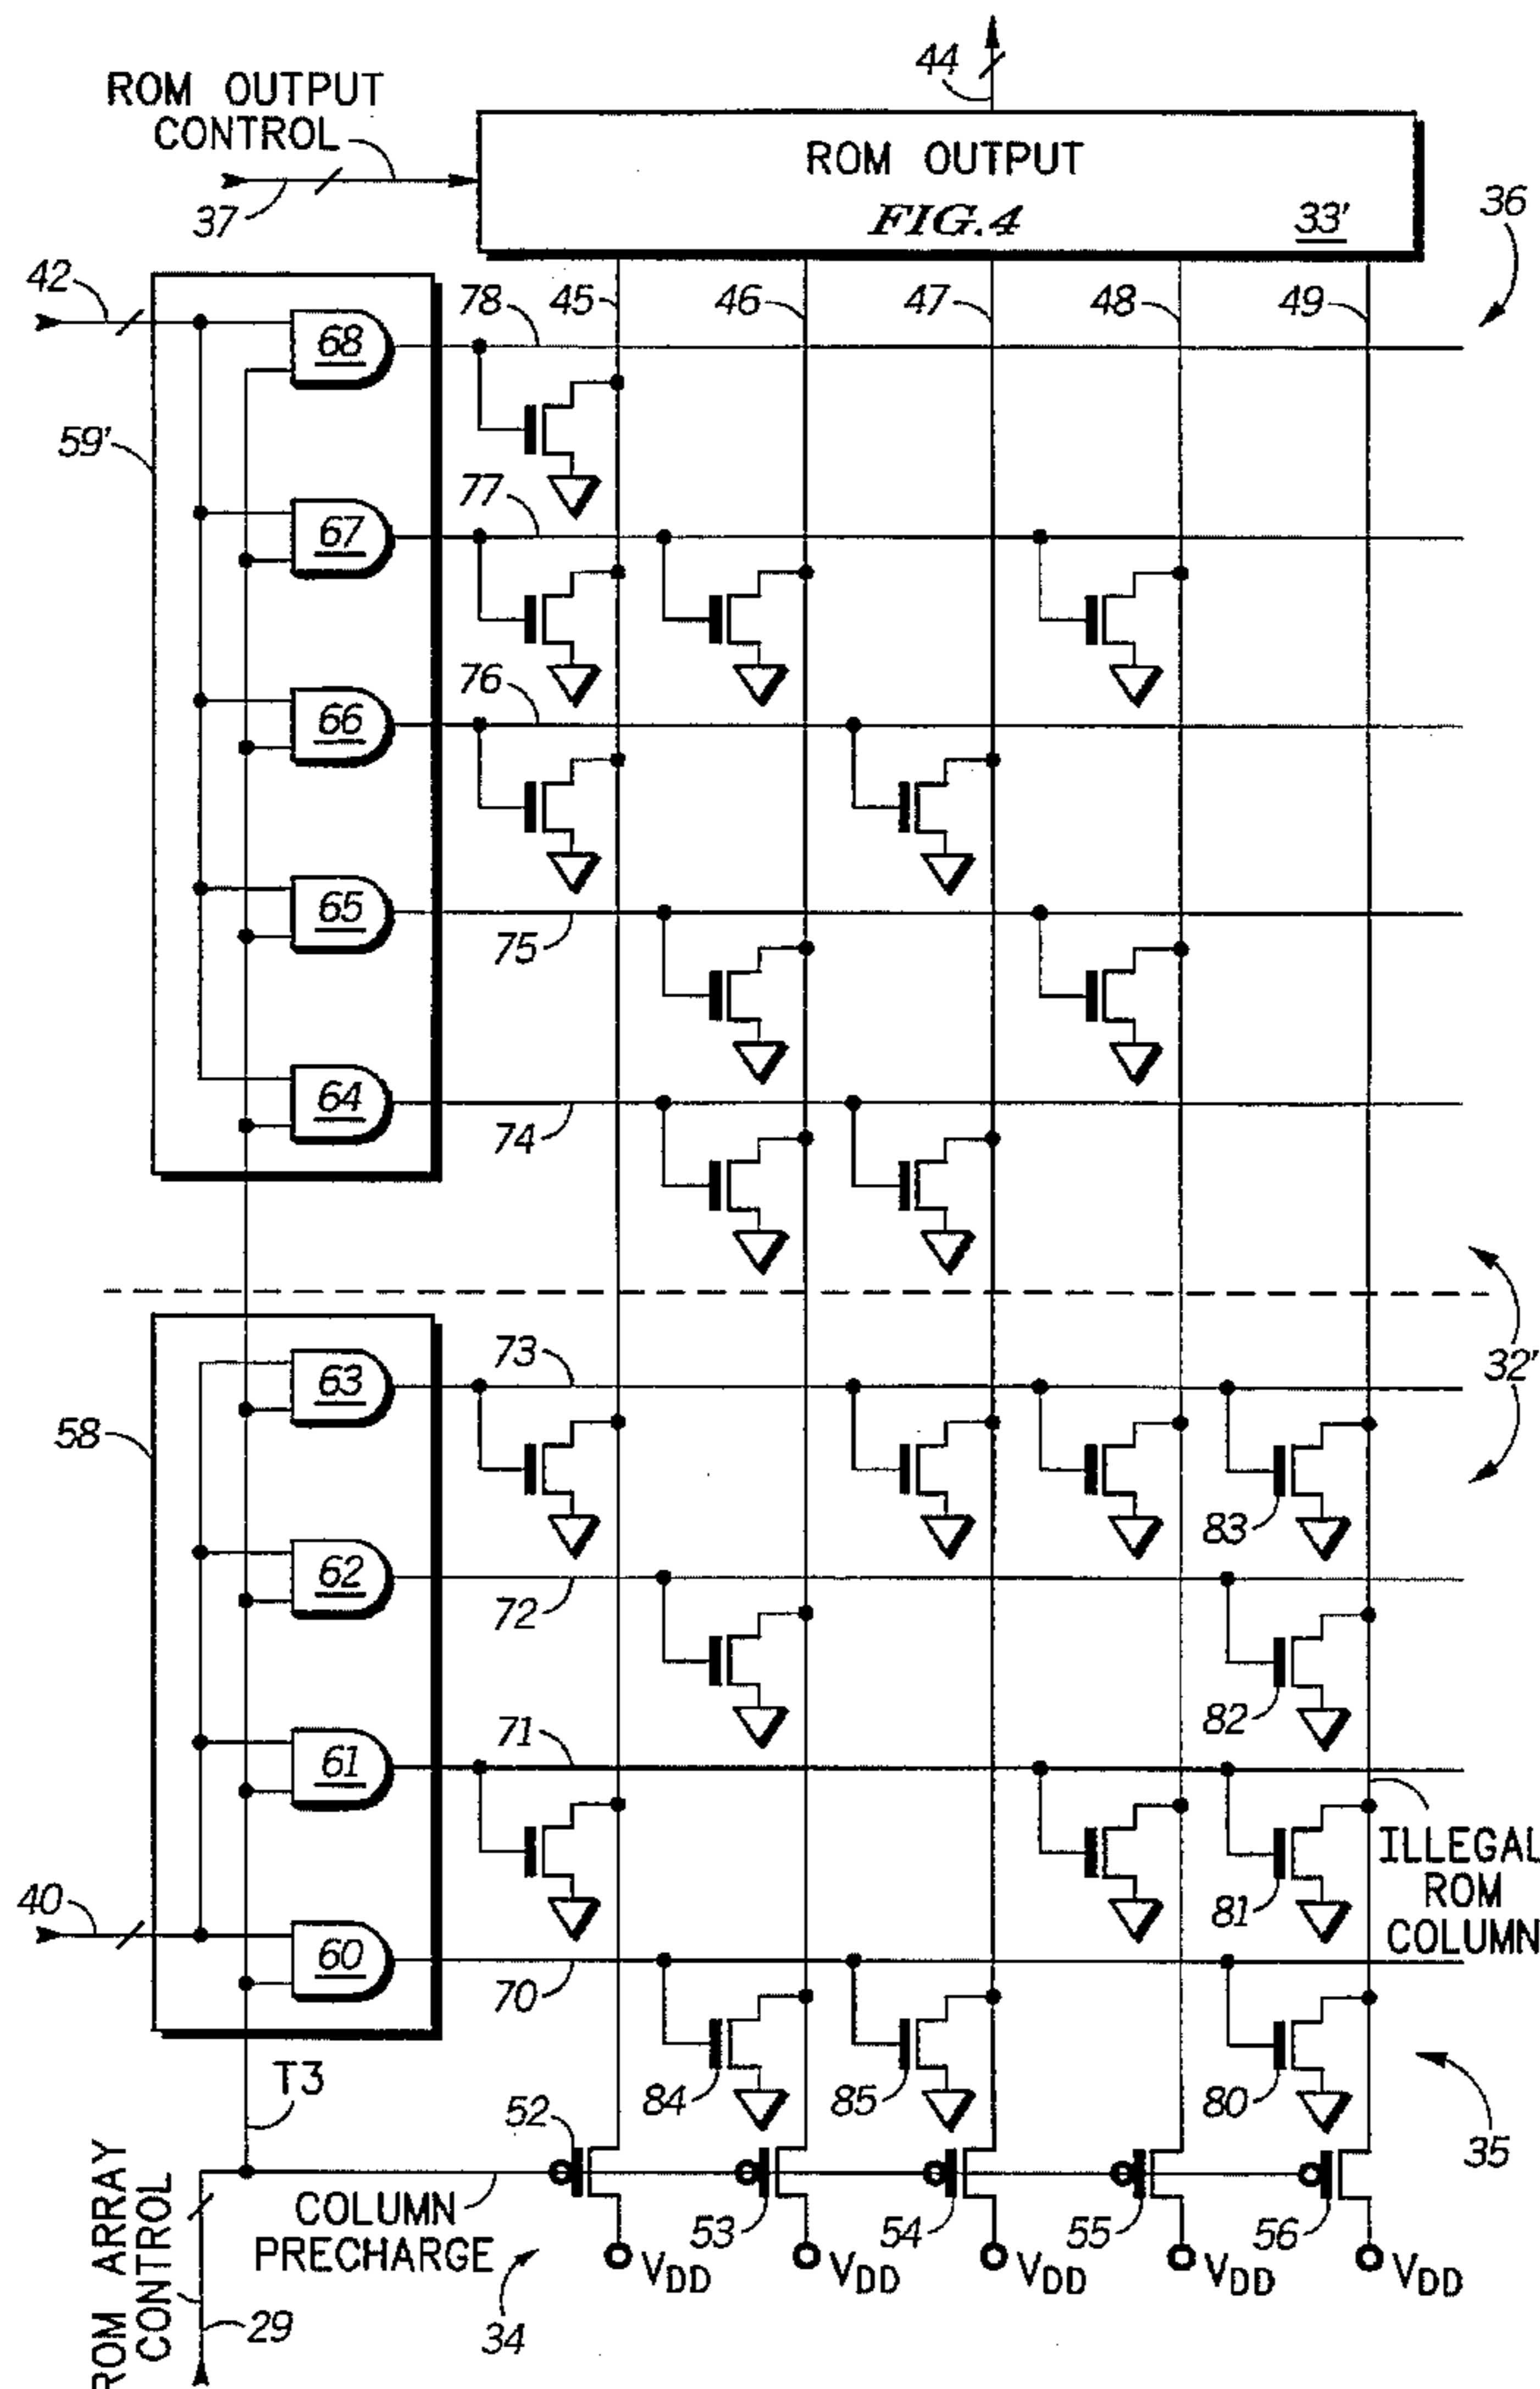 44
ROM OUTPUT
CONTROL
ROM OUTPUT
37
FIG.4
33'
36
42
78
45
46
47
48
49
68
59'
77
67
76
66
65
75
64
74
73
63
32'
58
83
62
72
82
71
61
ILLEGAL
ROM
COLUMN
40
81
60
70
T3
84
85
80
52
35
COLUMN
PRECHARGE
53
54
55
56
VDD
VDD
VDD
VDD
VDD
ROM ARRAY
CONTROL
29
34